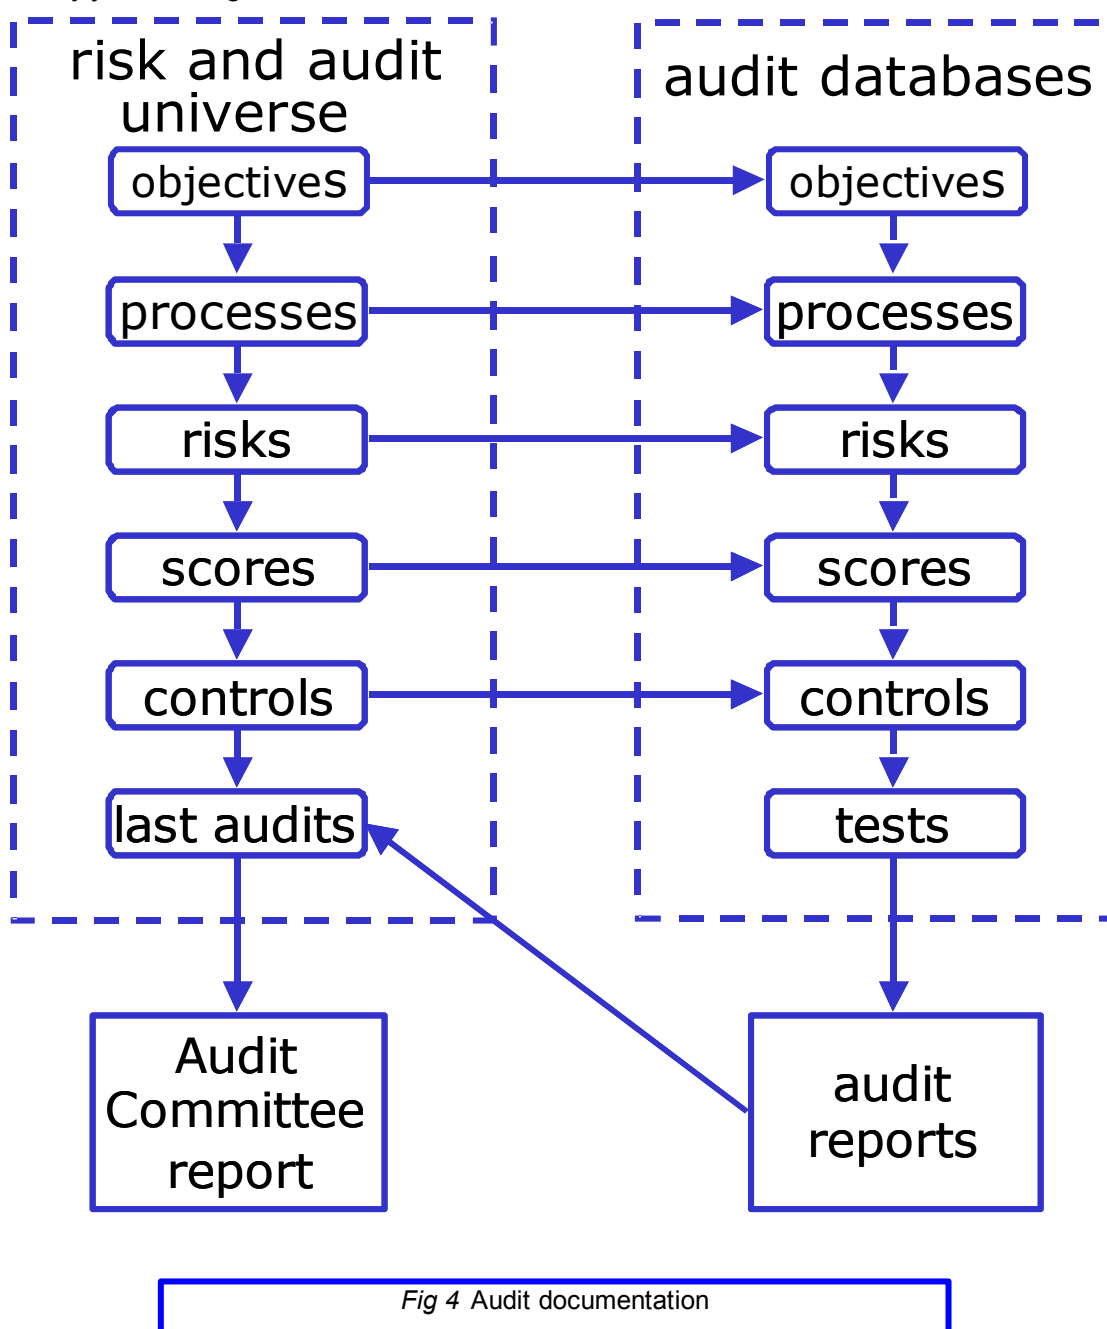 risk and audit
universe
objectives
processes
risks
scores
controls
last audits
Audit
Committee
report
audit databases
objectives
processes
risks
scores
controls
tests
audit
reports
Fig 4 Audit documentation